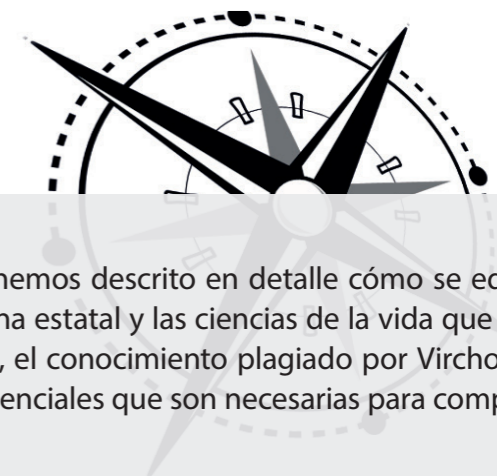 hemos descrito en detalle cómo se
estatal y las ciencias de la vida que
, el conocimiento plagiado por
que son necesarias para